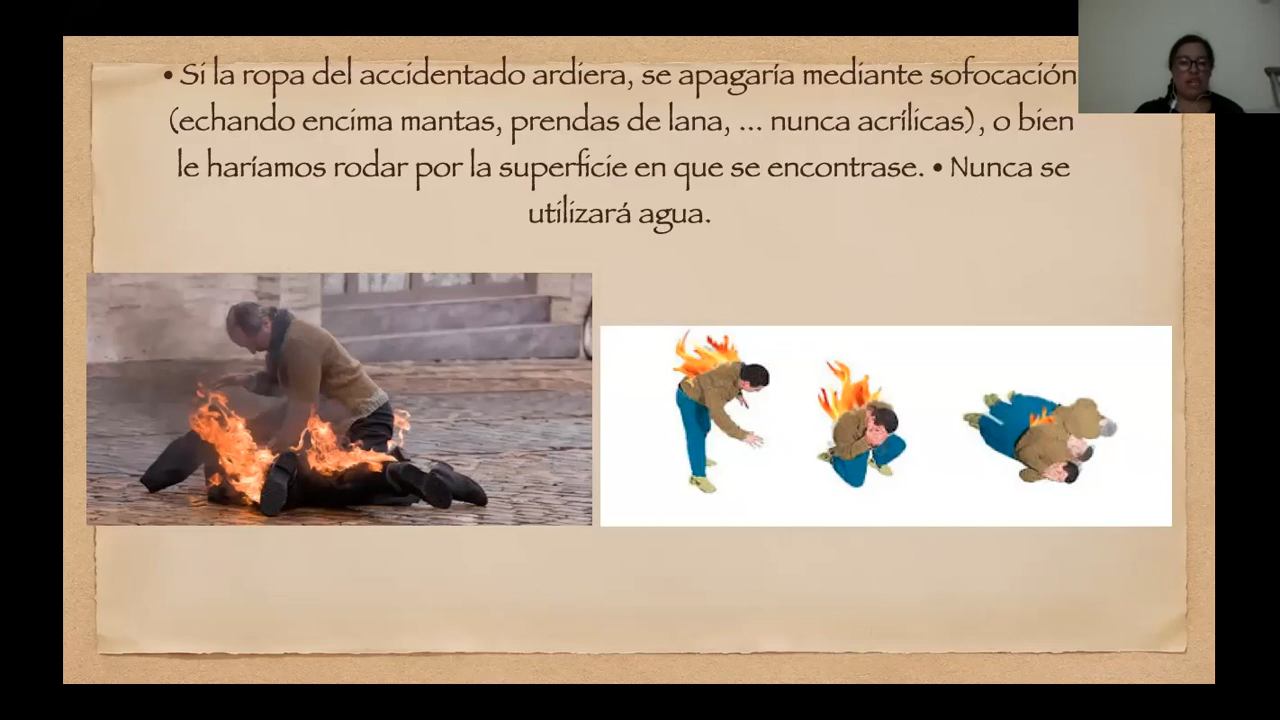 • Si la ropa del accidentado ardiera, se apagaría mediante sofocación
(echando encima mantas, prendas de lana, ... nunca acrílicas), o bien
le haríamos rodar por la superficie en que se encontrase. • Nunca se
utilizará agua.